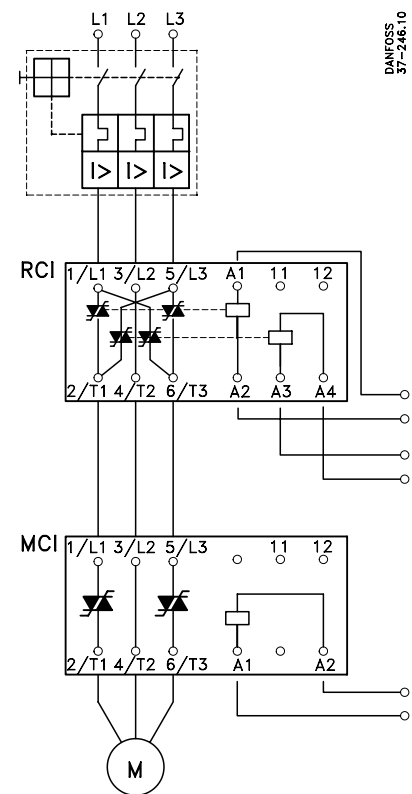 L1 L2 L3
DANFOSS
37-246.10
I> I> I>
RCI
1/L1 3/L2 5/L3 A1 11 12
2/T1 4/T2 6/T3 A2 A3 A4
MCI
1/L1 3/L2 5/L3 11 12
2/T1 4/T2 6/T3 A1 A2
M